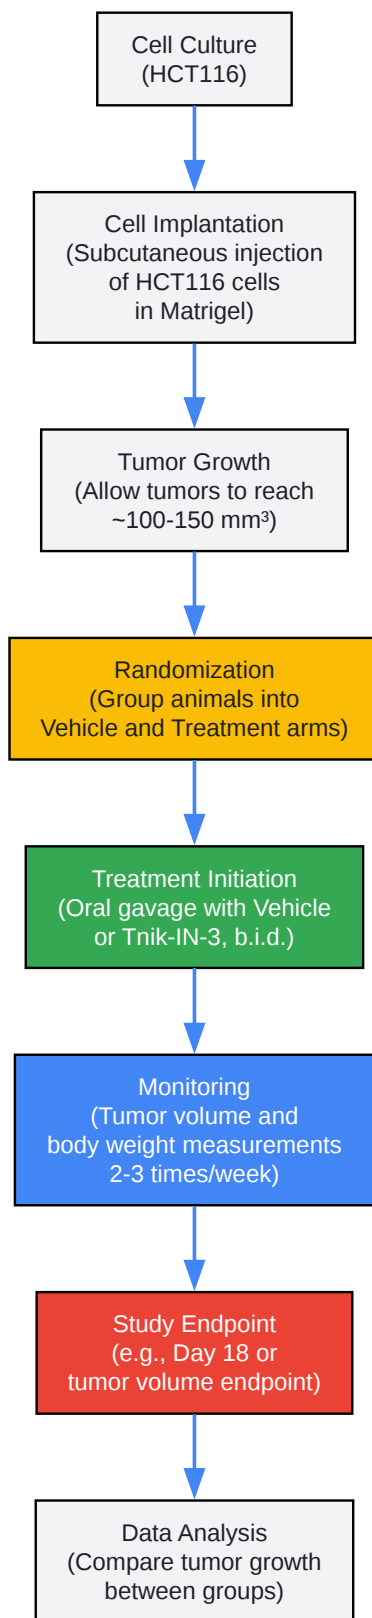 Cell Culture
(HCT116)
Cell Implantation
(Subcutaneous injection
of HCT116 cells
in Matrigel)
Tumor Growth
(Allow tumors to reach
~100-150 mm³)
Randomization
(Group animals into
Vehicle and Treatment arms)
Treatment Initiation
(Oral gavage with Vehicle
or Tnik-IN-3, b.i.d.)
Monitoring
(Tumor volume and
body weight measurements
2-3 times/week)
Study Endpoint
(e.g., Day 18 or
tumor volume endpoint)
Data Analysis
(Compare tumor growth
between groups)